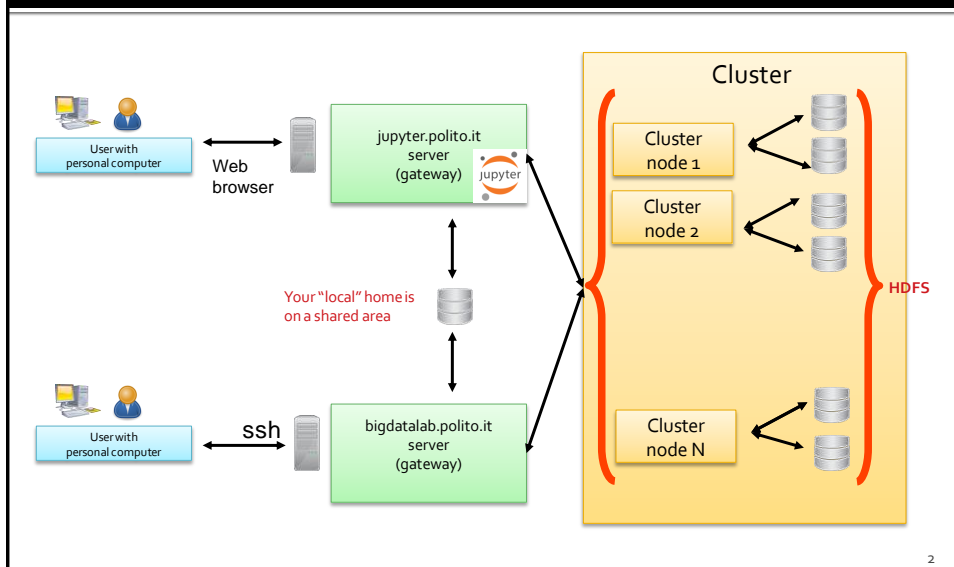 Cluster
User with
personal computer
Web
browser
jupyter.polito.it
server
(gateway)
jupyter
Cluster
node 1
Cluster
node 2
Your “local” home is
on a shared area
HDFS
User with
personal computer
ssh
bigdatalab.polito.it
server
(gateway)
Cluster
node N
2